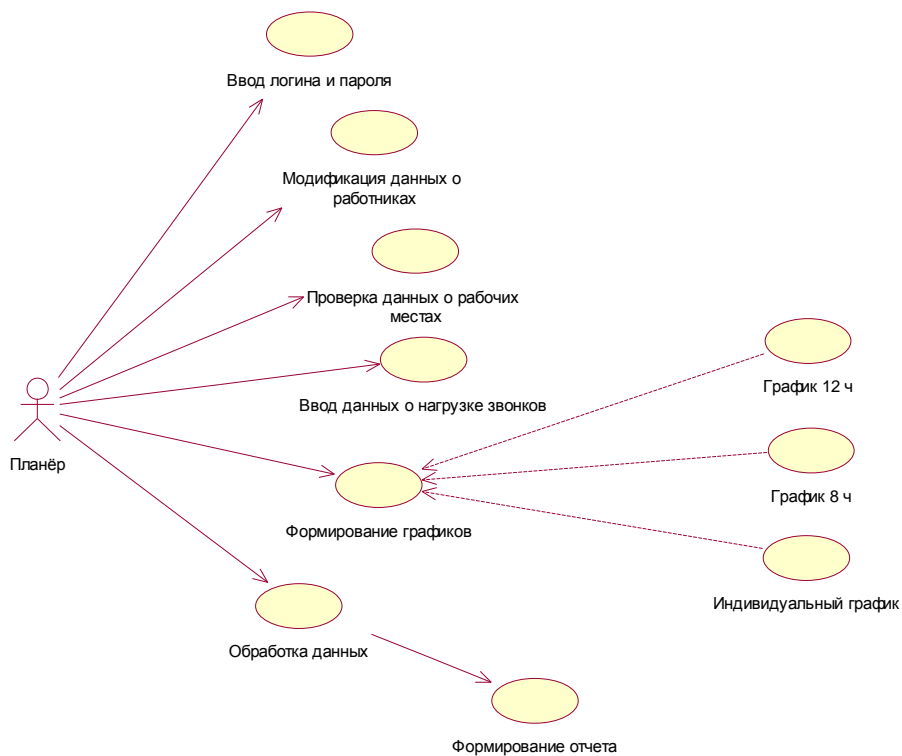 Ввод логина и пароля
Модификация данных о
работниках
Проверка данных о рабочих
местах
График 12 ч
Ввод данных о нагрузке звонков
Планёр
График 8 ч
Формирование графиков
Индивидуальный график
Обработка данных
Формирование отчета